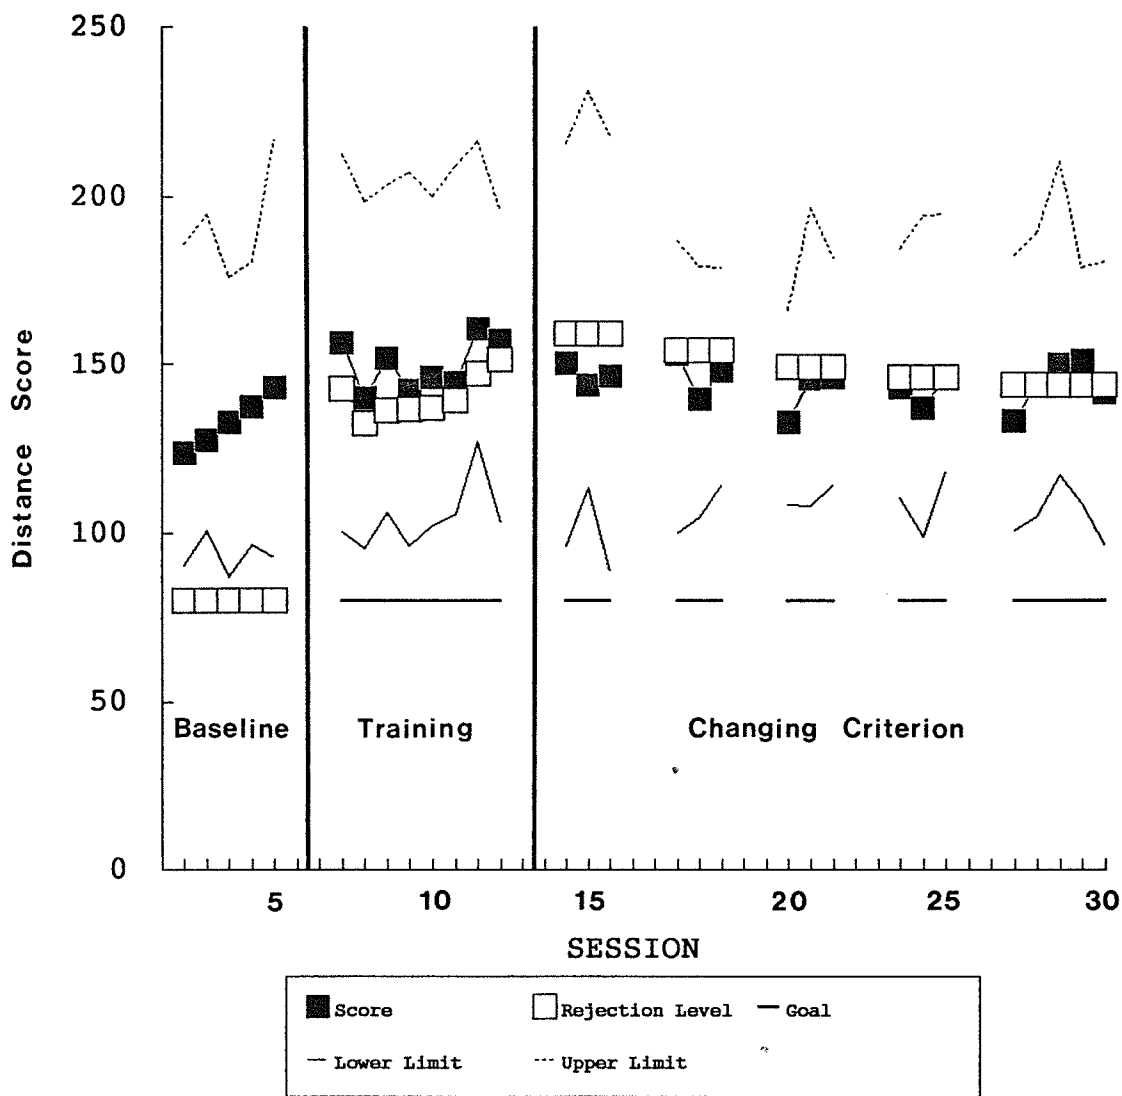 250
200
150
100
50
0
Distance Score
Baseline Training Changing Criterion
5 10 15 20 25 30
SESSION
Score Rejection Level Goal
Lower Limit Upper Limit